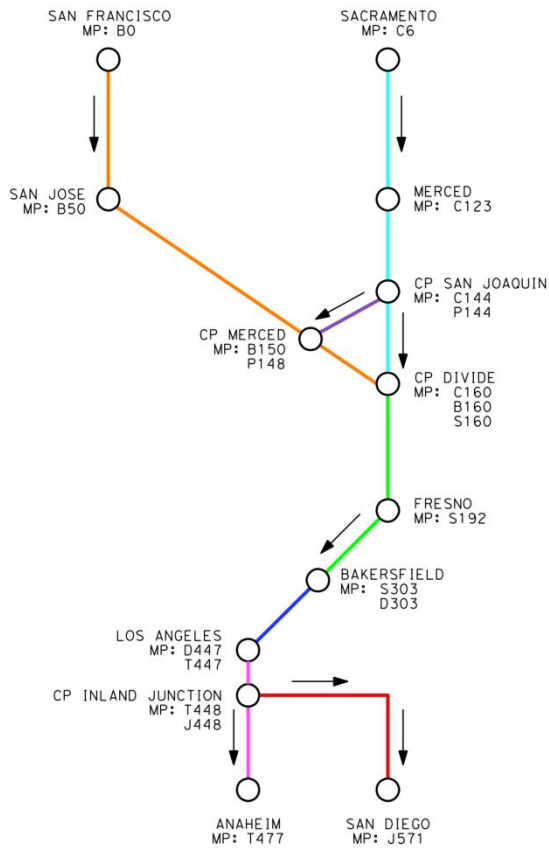 SAN FRANCISCO
MP: B0
SACRAMENTO
MP: C6
SAN JOSE
MP: B50
MERCED
MP: C123
CP SAN JOAQUIN
MP: C144
P144
CP MERCED
MP: B150
P148
CP DIVIDE
MP: C160
B160
S160
FRESNO
MP: S192
BAKERSFIELD
MP: S303
D303
LOS ANGELES
MP: D447
T447
CP INLAND JUNCTION
MP: T448
J448
ANAHEIM
MP: T477
SAN DIEGO
MP: J571